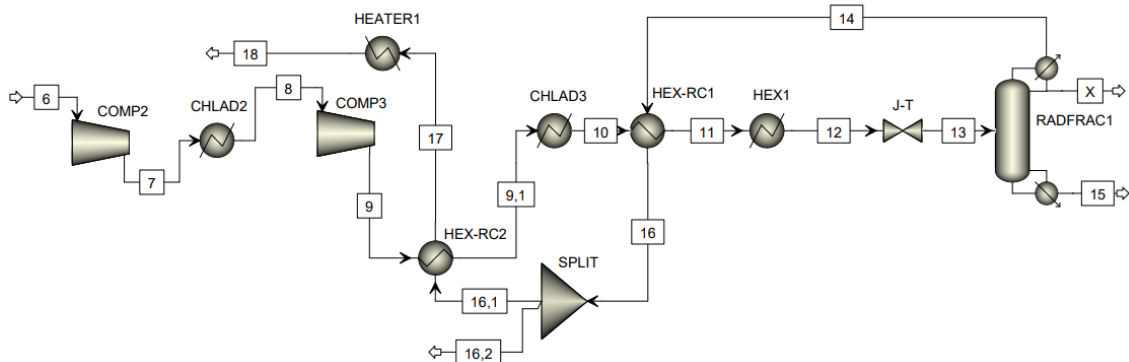 14
HEATER1
18
6
COMP2
CHLAD2
8
COMP3
CHLAD3
HEX-RC1
HEX1
J-T
X
RADFRAC1
10
11
12
13
17
7
9
9,1
15
HEX-RC2
16
SPLIT
16,1
16,2